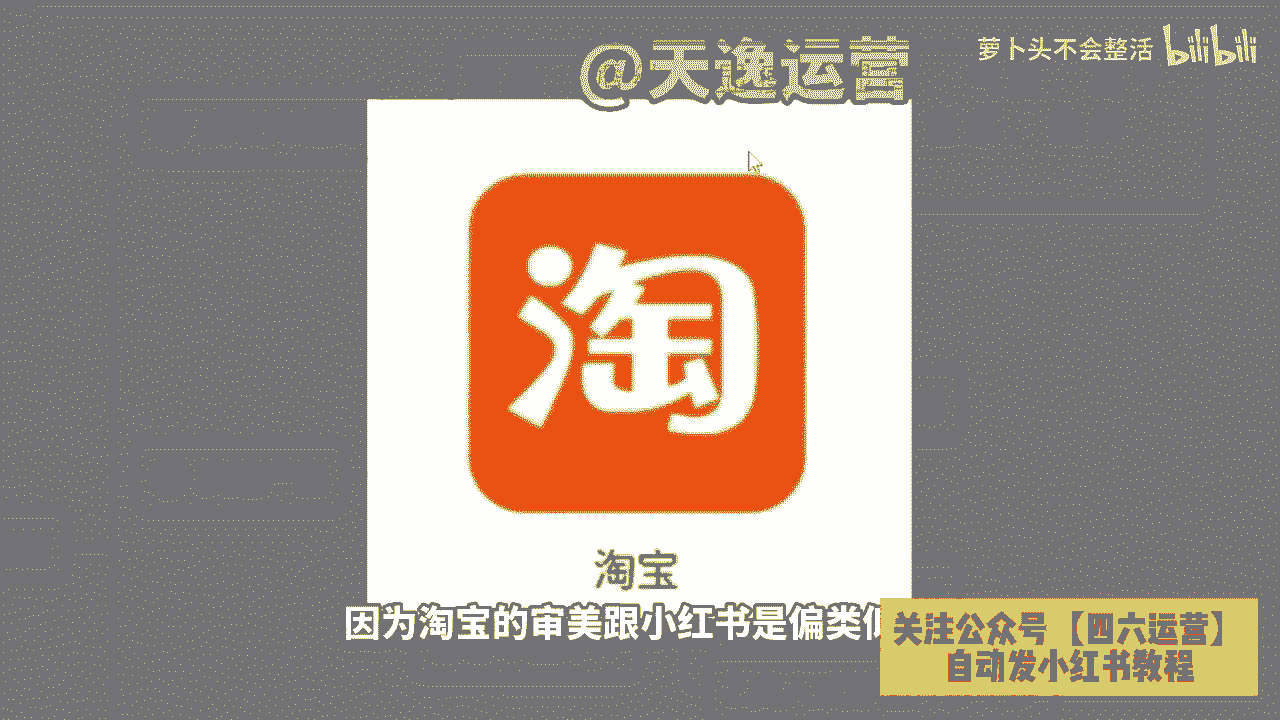 @天逸运营
萝卜头不会整活 bilibili
淘
淘宝
因为淘宝的审美跟小红书是偏类
关注公众号【四六运营】
自动发小红书教程